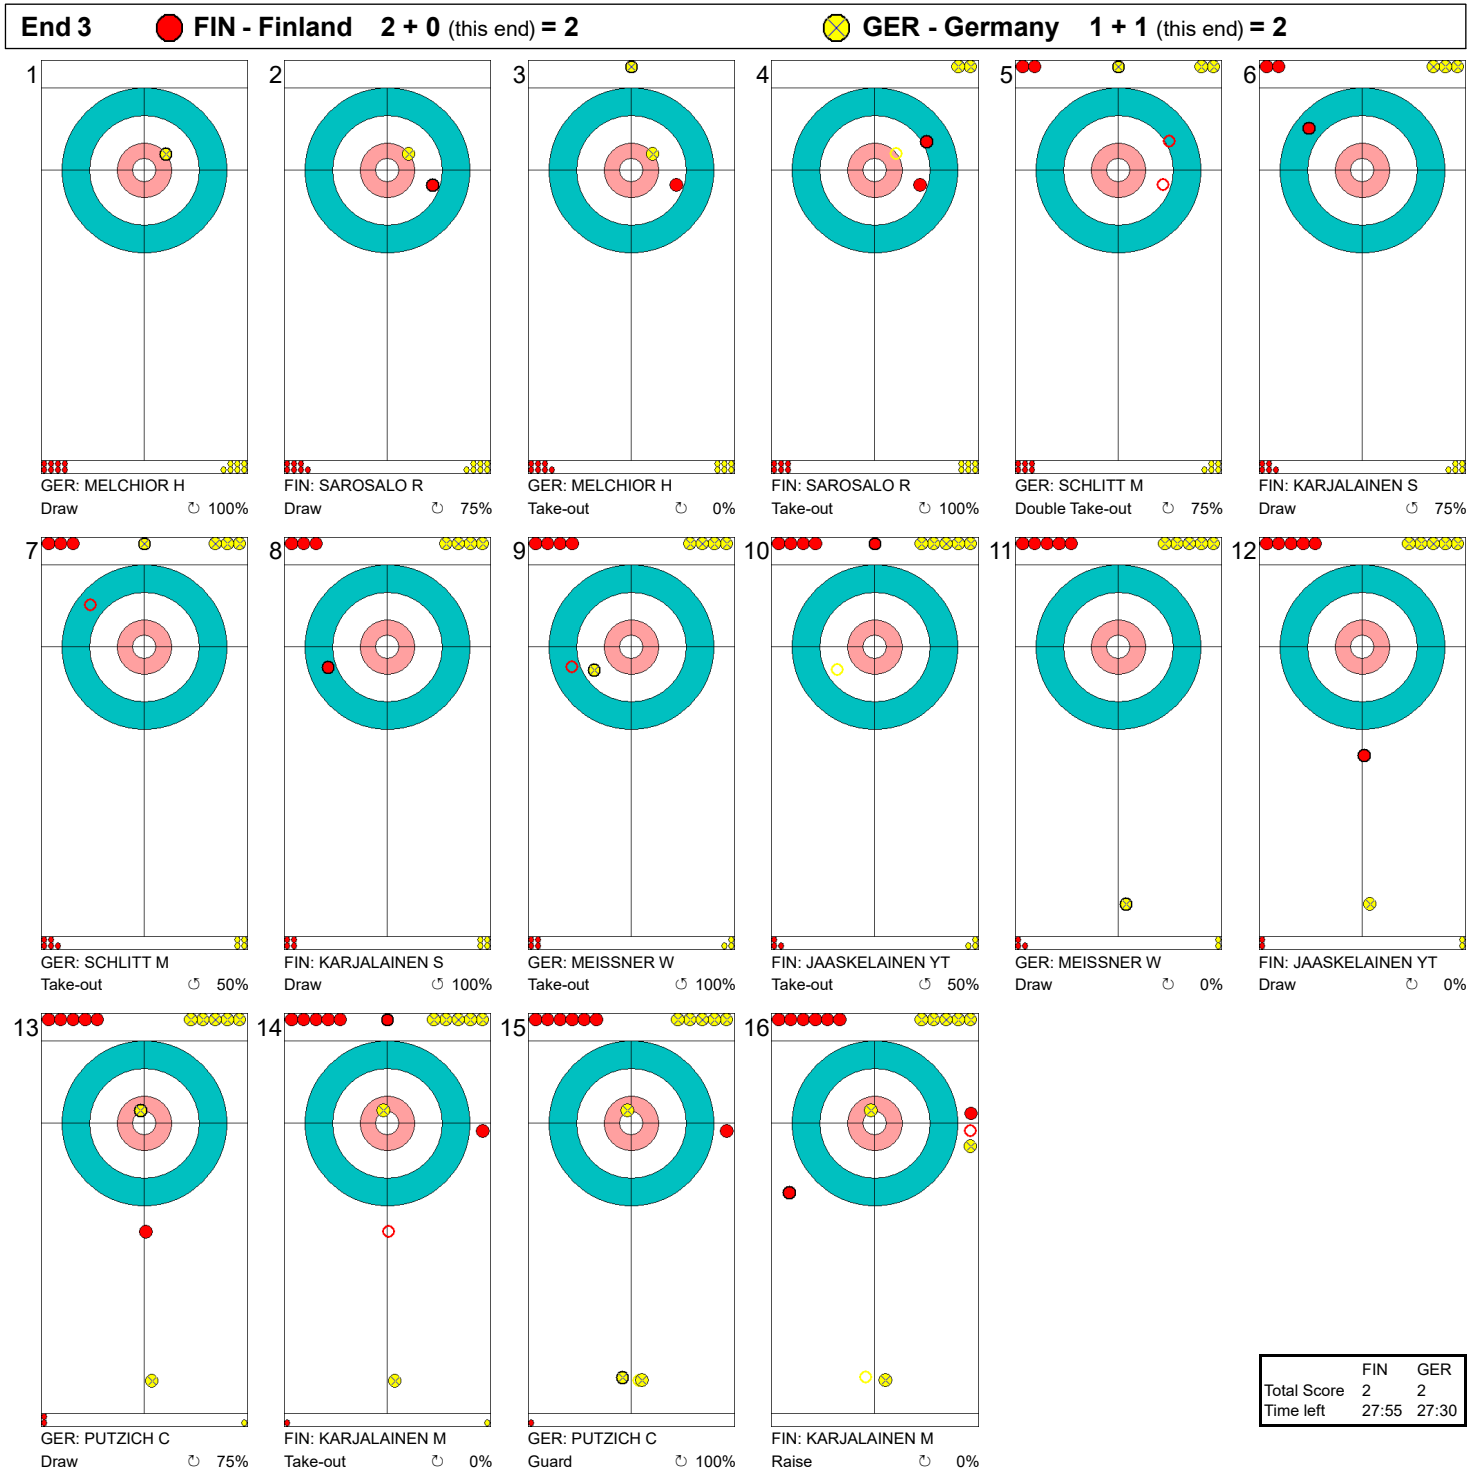 End 3 FIN - Finland 2 + 0 (this end) = 2 GER - Germany 1 + 1 (this end) = 2
1 2 3 4 5 6
GER: MELCHIOR H FIN: SAROSALO R GER: MELCHIOR H FIN: SAROSALO R GER: SCHLITT M FIN: KARJALAINEN S
Draw ↻ 100% Draw ↻ 75% Take-out ↻ 0% Take-out ↻ 100% Double Take-out ↻ 75% Draw ↺ 75%
7 8 9 10 11 12
GER: SCHLITT M FIN: KARJALAINEN S GER: MEISSNER W FIN: JAASKELAINEN YT GER: MEISSNER W FIN: JAASKELAINEN YT
Take-out ↺ 50% Draw ↺ 100% Take-out ↺ 100% Take-out ↺ 50% Draw ↻ 0% Draw ↻ 0%
13 14 15 16
FIN GER
Total Score 2 2
Time left 27:55 27:30
GER: PUTZICH C FIN: KARJALAINEN M GER: PUTZICH C FIN: KARJALAINEN M
Draw ↻ 75% Take-out ↻ 0% Guard ↻ 100% Raise ↻ 0%